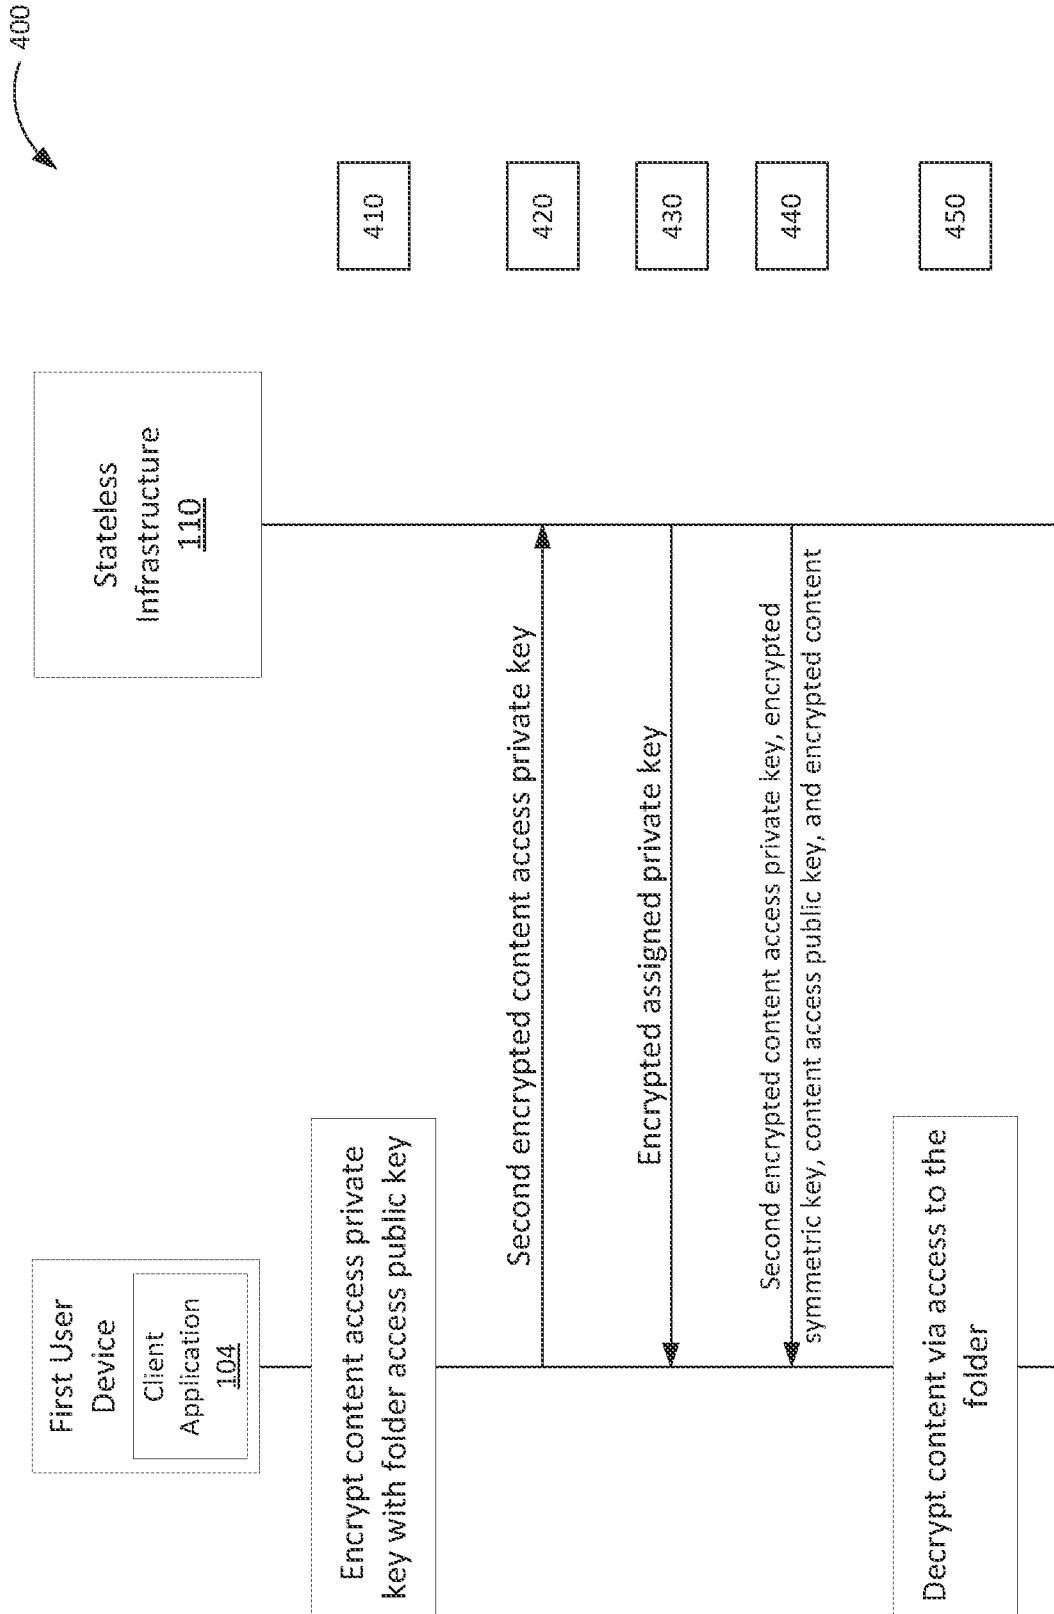 400
First User
Device
Client
Application
104
Stateless
Infrastructure
110
Encrypt content access private
key with folder access public key
410
Second encrypted content access private key
420
Encrypted assigned private key
430
Second encrypted content access private key, encrypted
symmetric key, content access public key, and encrypted content
440
Decrypt content via access to the
folder
450